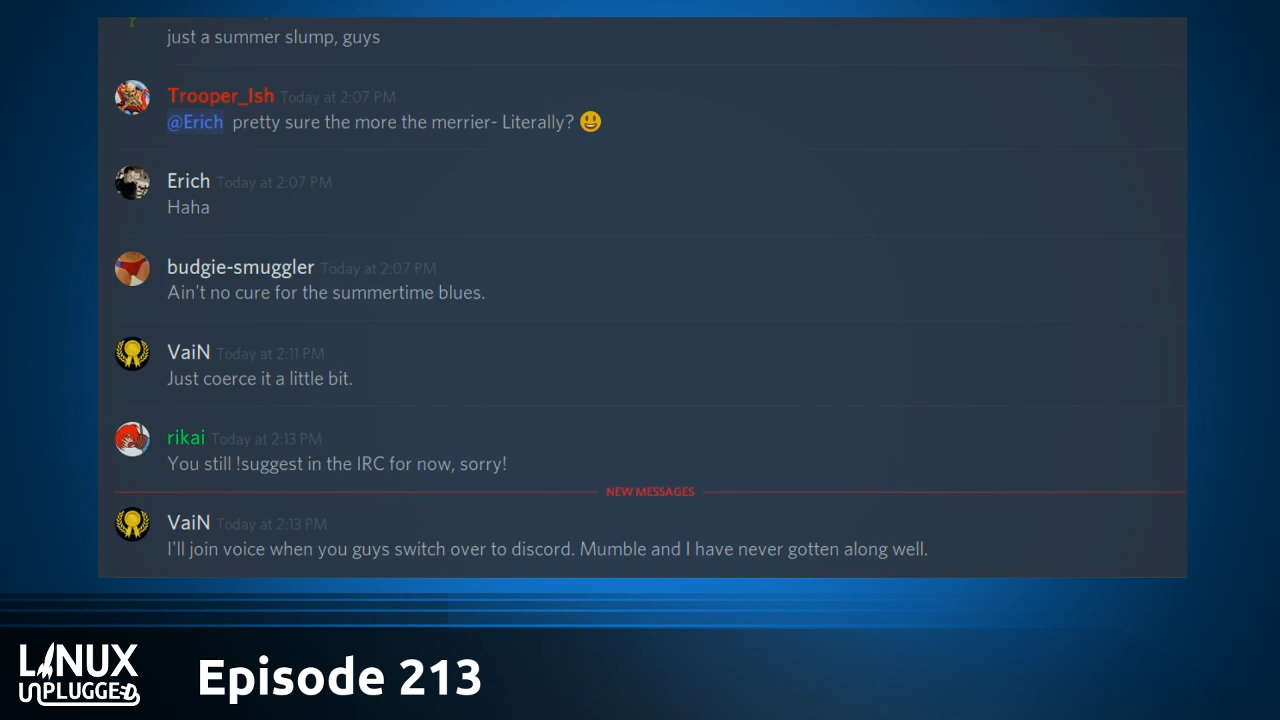 just a summer slump, guys
Trooper_Ish Today at 2:07 PM
@Erich pretty sure the more the merrier- Literally? 😃
Erich Today at 2:07 PM
Haha
budgie-smuggler Today at 2:07 PM
Ain't no cure for the summertime blues.
VaiN Today at 2:11 PM
Just coerce it a little bit.
rikai Today at 2:13 PM
You still !suggest in the IRC for now, sorry!
NEW MESSAGES
VaiN Today at 2:13 PM
I'll join voice when you guys switch over to discord. Mumble and I have never gotten along well.
LINUX
UNPLUGGED
Episode 213